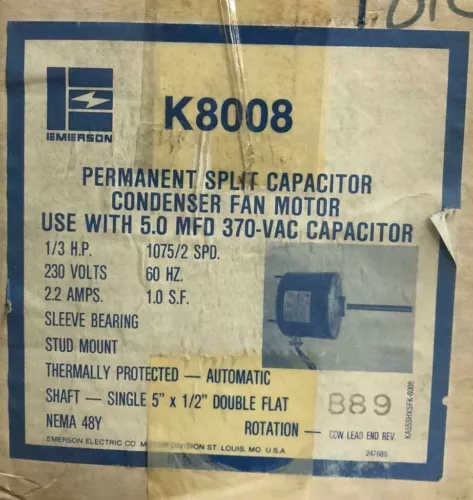 K8008
EMERSON
PERMANENT SPLIT CAPACITOR
CONDENSER FAN MOTOR
USE WITH 5.0 MFD 370-VAC CAPACITOR
1/3 H.P. 1075/2 SPD.
230 VOLTS 60 HZ.
2.2 AMPS. 1.0 S.F.
SLEEVE BEARING
STUD MOUNT
THERMALLY PROTECTED — AUTOMATIC
SHAFT — SINGLE 5" x 1/2" DOUBLE FLAT
B89
NEMA 48Y ROTATION — CCW LEAD END REV.
EMERSON ELECTRIC CO. MOTOR DIVISION ST. LOUIS, MO. U.S.A.
247689